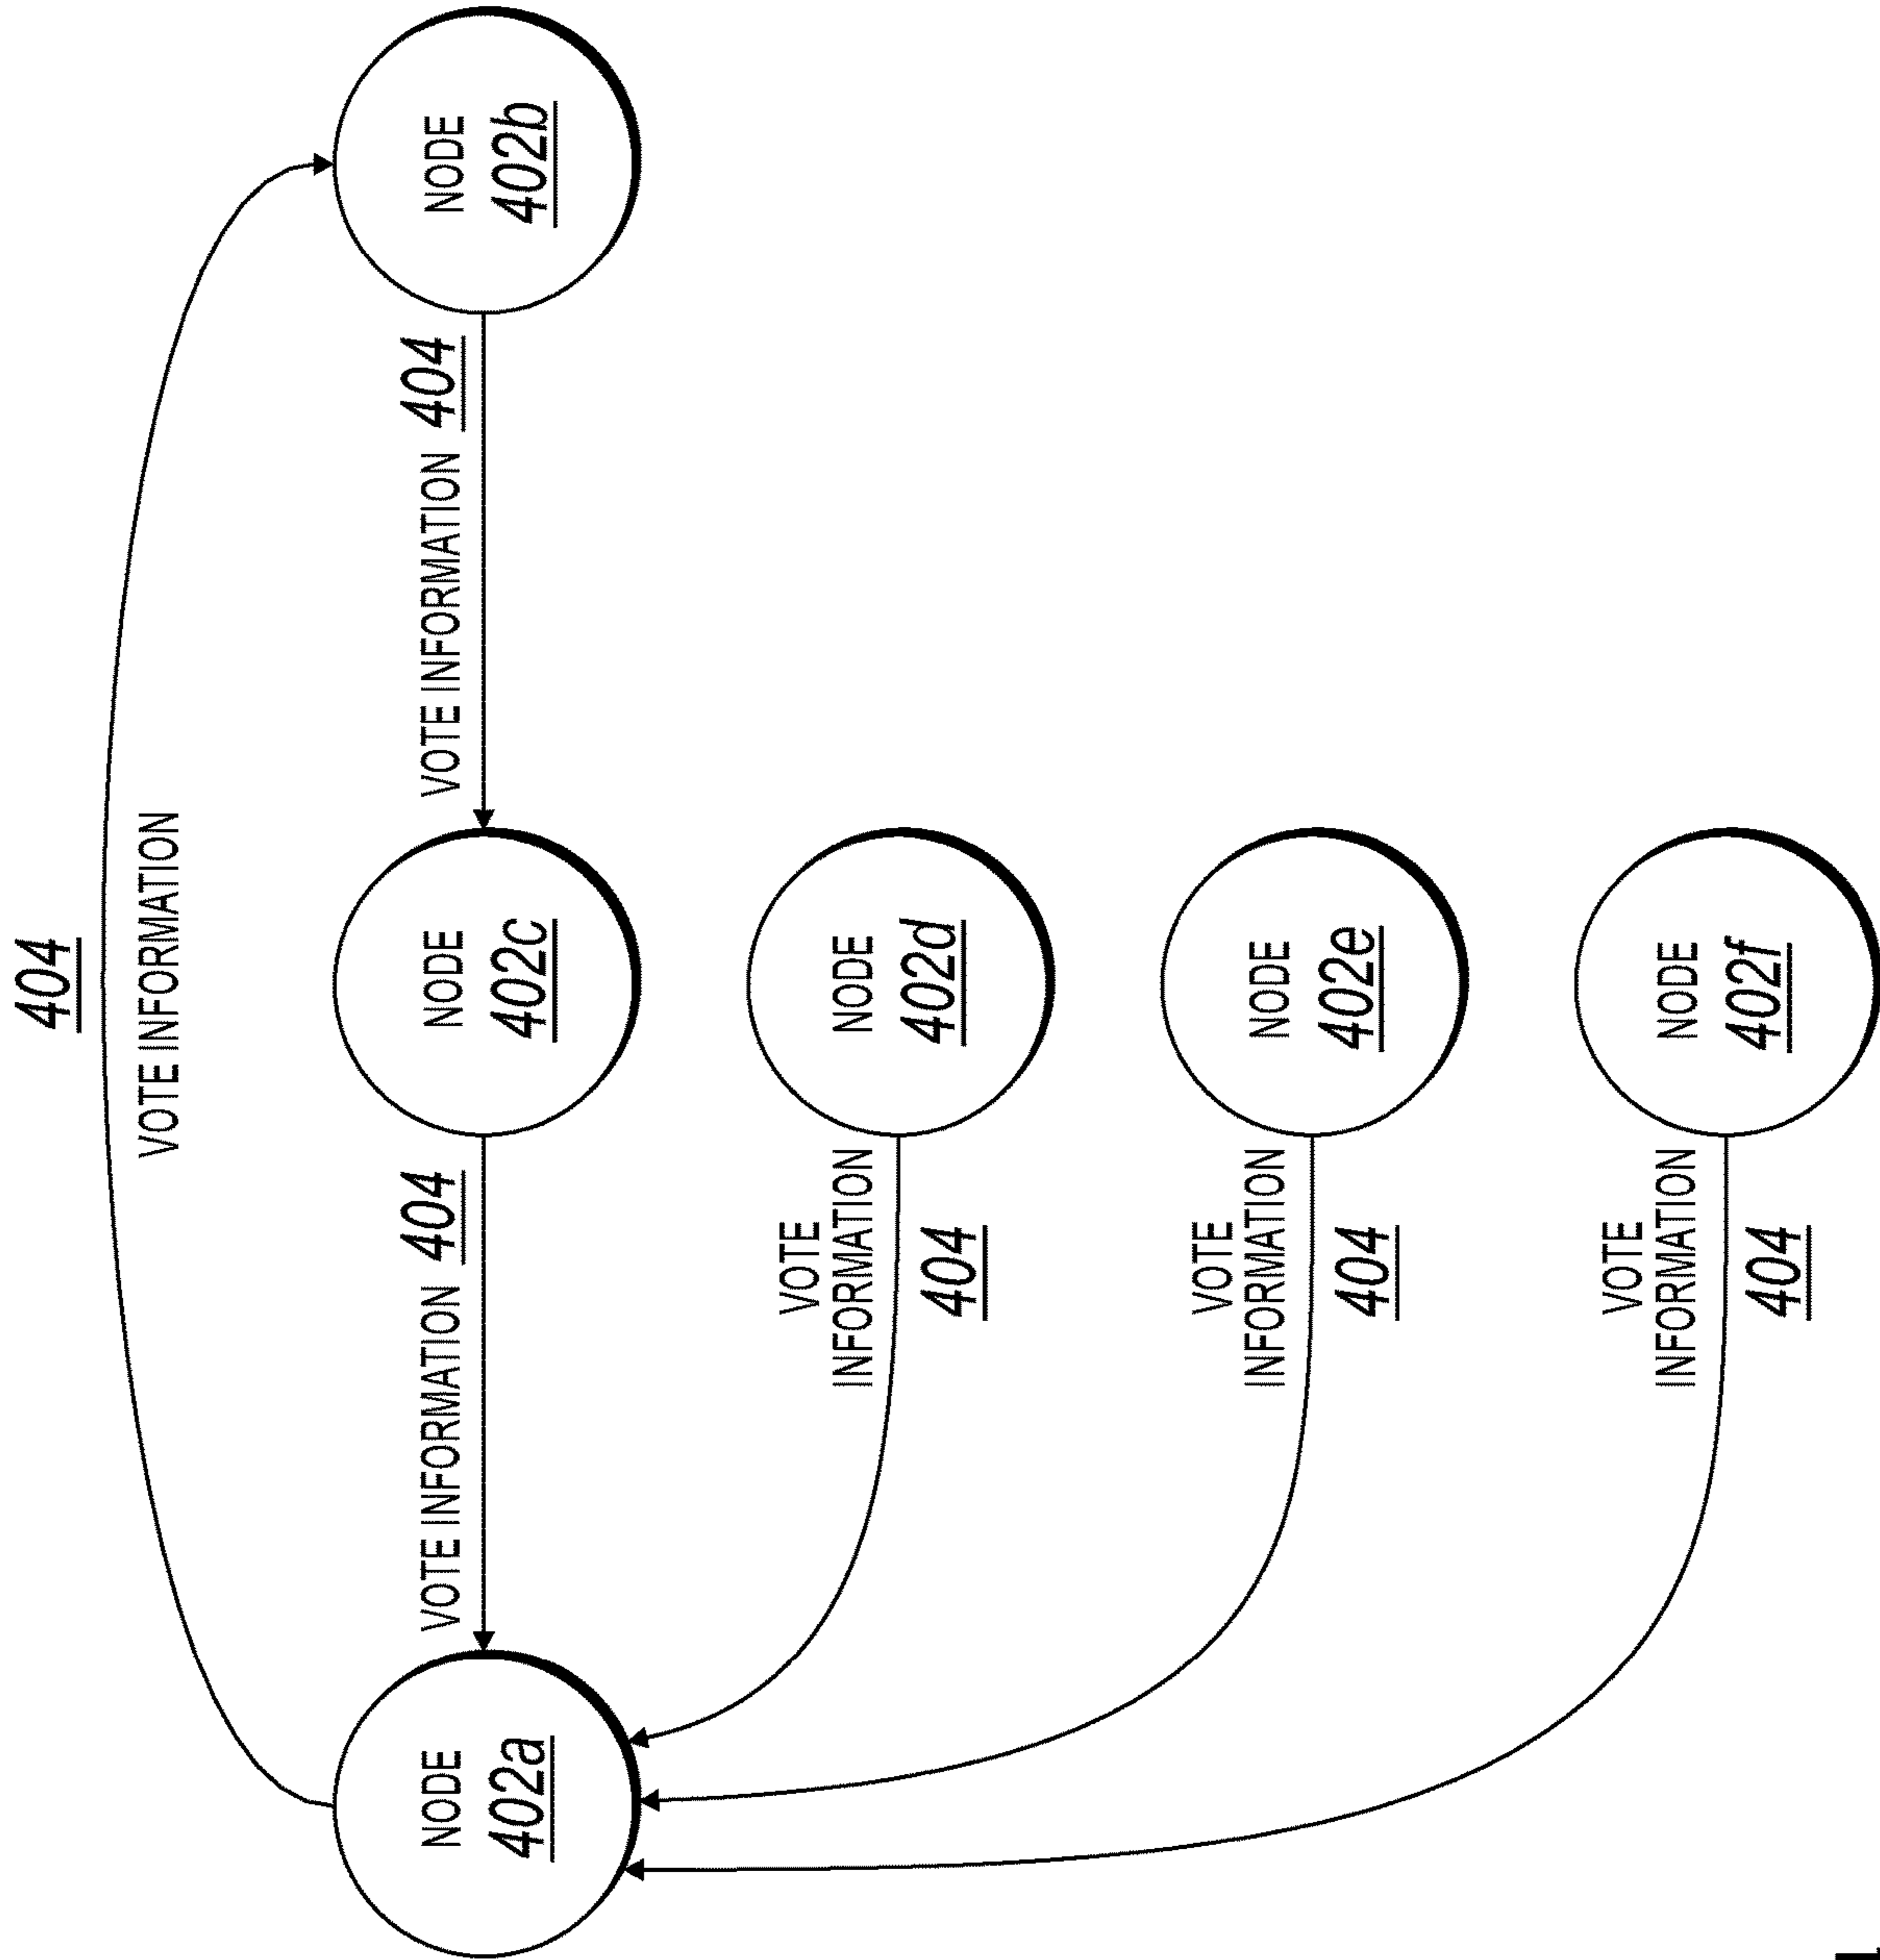 404
VOTE INFORMATION
NODE
402a
VOTE INFORMATION 404
NODE
402c
VOTE INFORMATION 404
NODE
402b
VOTE
INFORMATION
404
NODE
402d
VOTE
INFORMATION
404
NODE
402e
VOTE
INFORMATION
404
NODE
402f